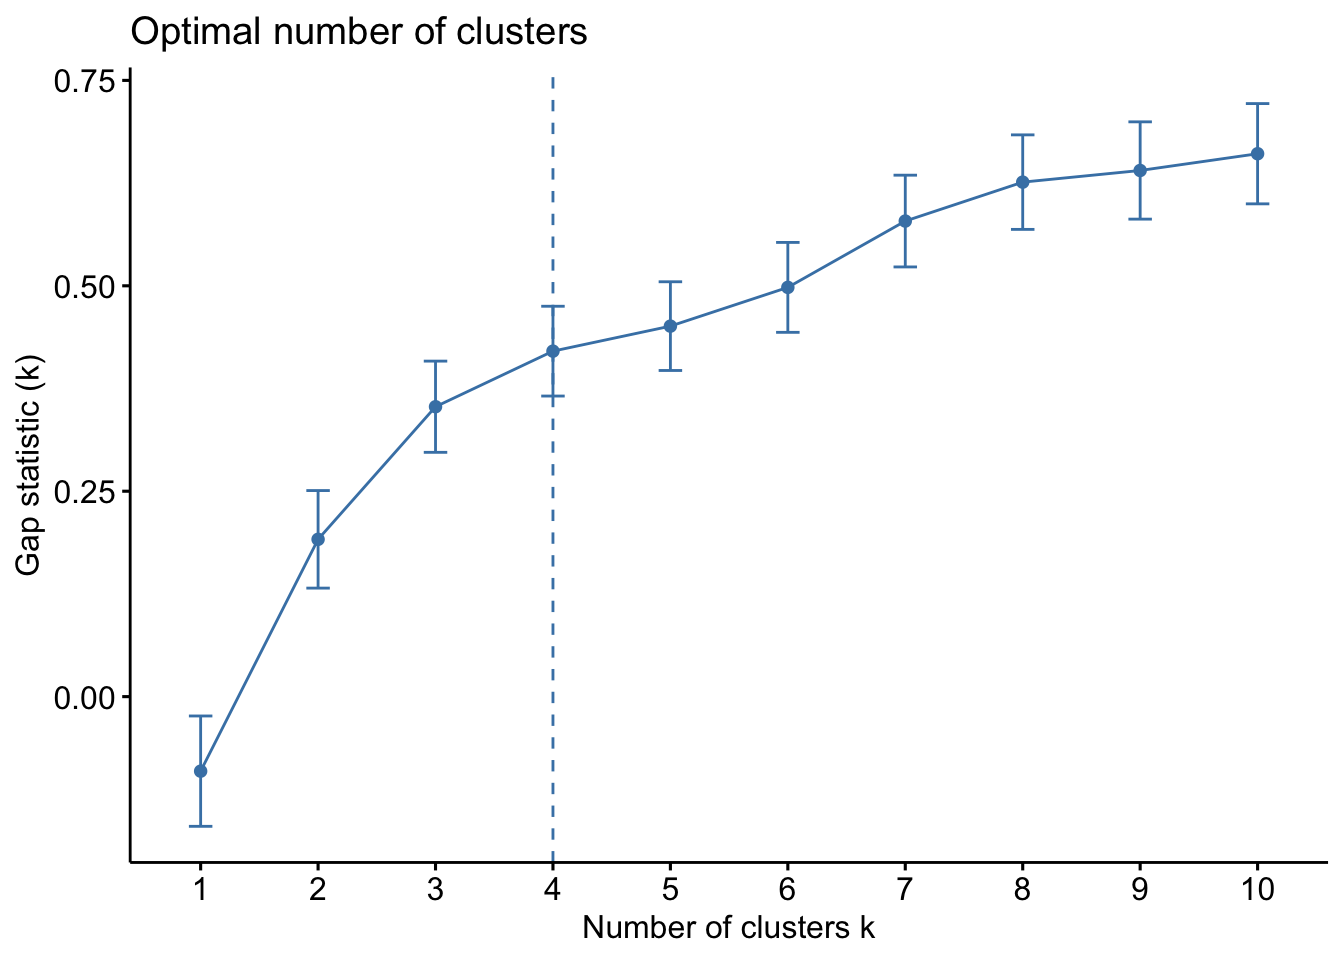 Optimal number of clusters
0.75
0.50
0.25
0.00
Gap statistic (k)
1 2 3 4 5 6 7 8 9 10
Number of clusters k